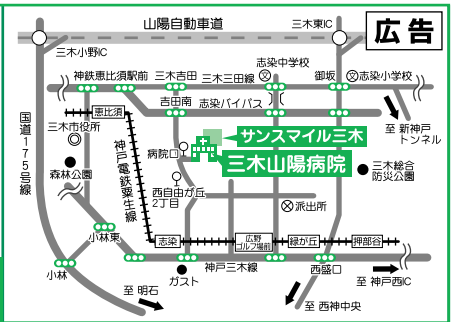 山陽自動車道
三木東IC
広告
三木小野IC
志染中学校
神鉄恵比須駅前
三木吉田
三木三田線
御坂
志染小学校
吉田南
志染バイパス
恵比須
国道175号線
三木市役所
至 新神戸
トンネル
サンスマイル三木
病院口
神戸電鉄粟生線
三木山陽病院
森林公園
三木総合
防災公園
西自由が丘
2丁目
派出所
小林東
志染
広野
ゴルフ場前
緑が丘
押部谷
小林
神戸三木線
ガスト
西盛口
至 神戸西IC
至 明石
至 西神中央